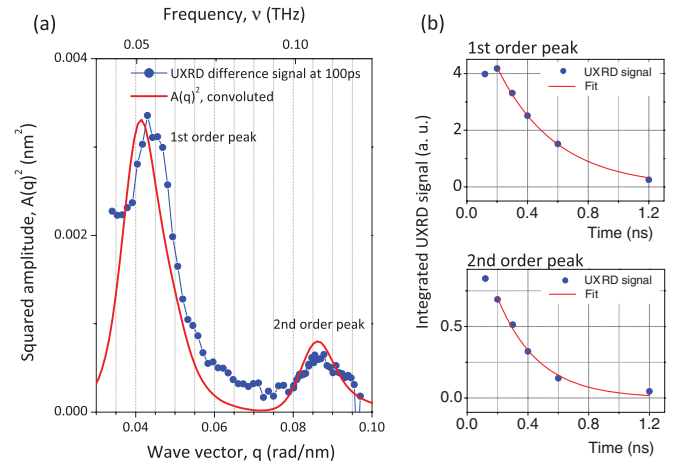 (a)
Frequency, ν (THz)
0.05
0.10
0.004
0.002
0.000
UXRD difference signal at 100ps
A(q)², convoluted
1st order peak
2nd order peak
0.04
0.06
0.08
0.10
Wave vector, q (rad/nm)
Squared amplitude, A(q)² (nm²)
(b)
1st order peak
UXRD signal
Fit
4
2
0
0.0
0.4
0.8
1.2
Time (ns)
Integrated UXRD signal (a. u.)
2nd order peak
UXRD signal
Fit
0.5
0.0
0.0
0.4
0.8
1.2
Time (ns)